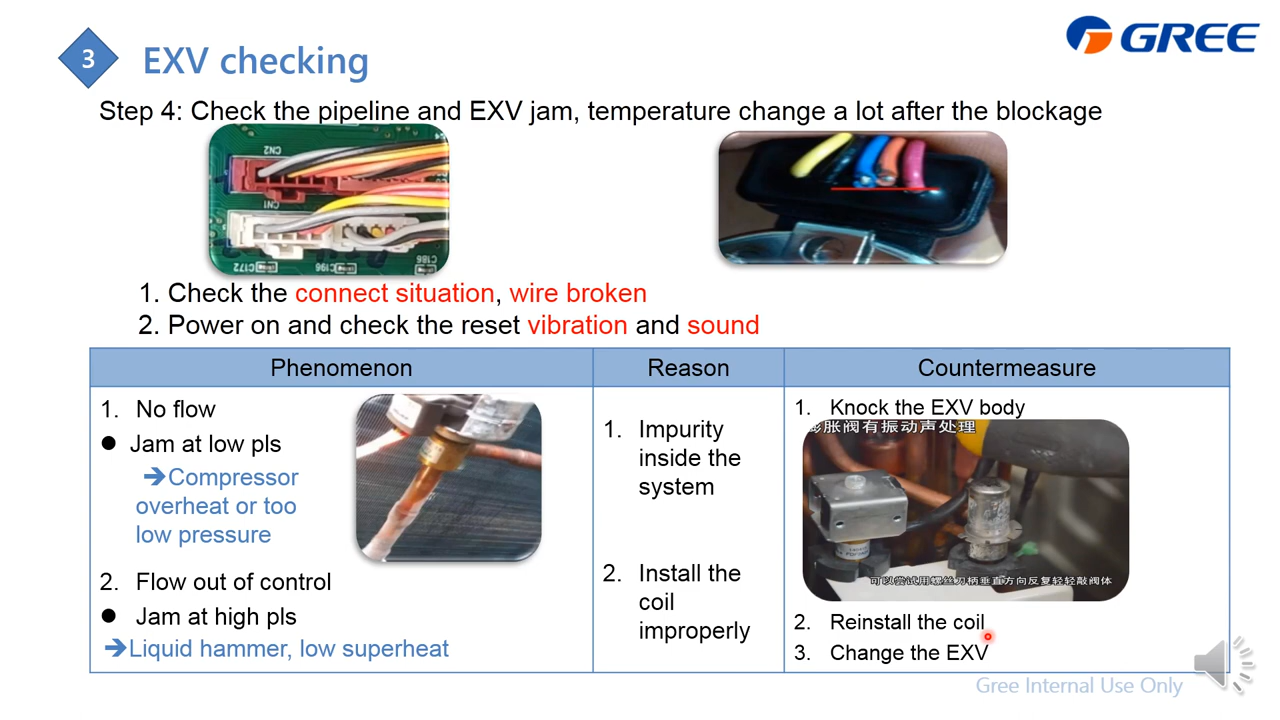 3
EXV checking
GREE
Step 4: Check the pipeline and EXV jam, temperature change a lot after the blockage
CN2
CN1
C172
C196
C186
1. Check the connect situation, wire broken
2. Power on and check the reset vibration and sound
Phenomenon
Reason
Countermeasure
1. No flow
● Jam at low pls
➔Compressor
overheat or too
low pressure
2. Flow out of control
● Jam at high pls
➔Liquid hammer, low superheat
1. Impurity
inside the
system
2. Install the
coil
improperly
1. Knock the EXV body
膨胀阀有振动声处理
可以尝试用螺丝刀柄垂直方向反复轻轻敲阀体
2. Reinstall the coil
3. Change the EXV
Gree Internal Use Only